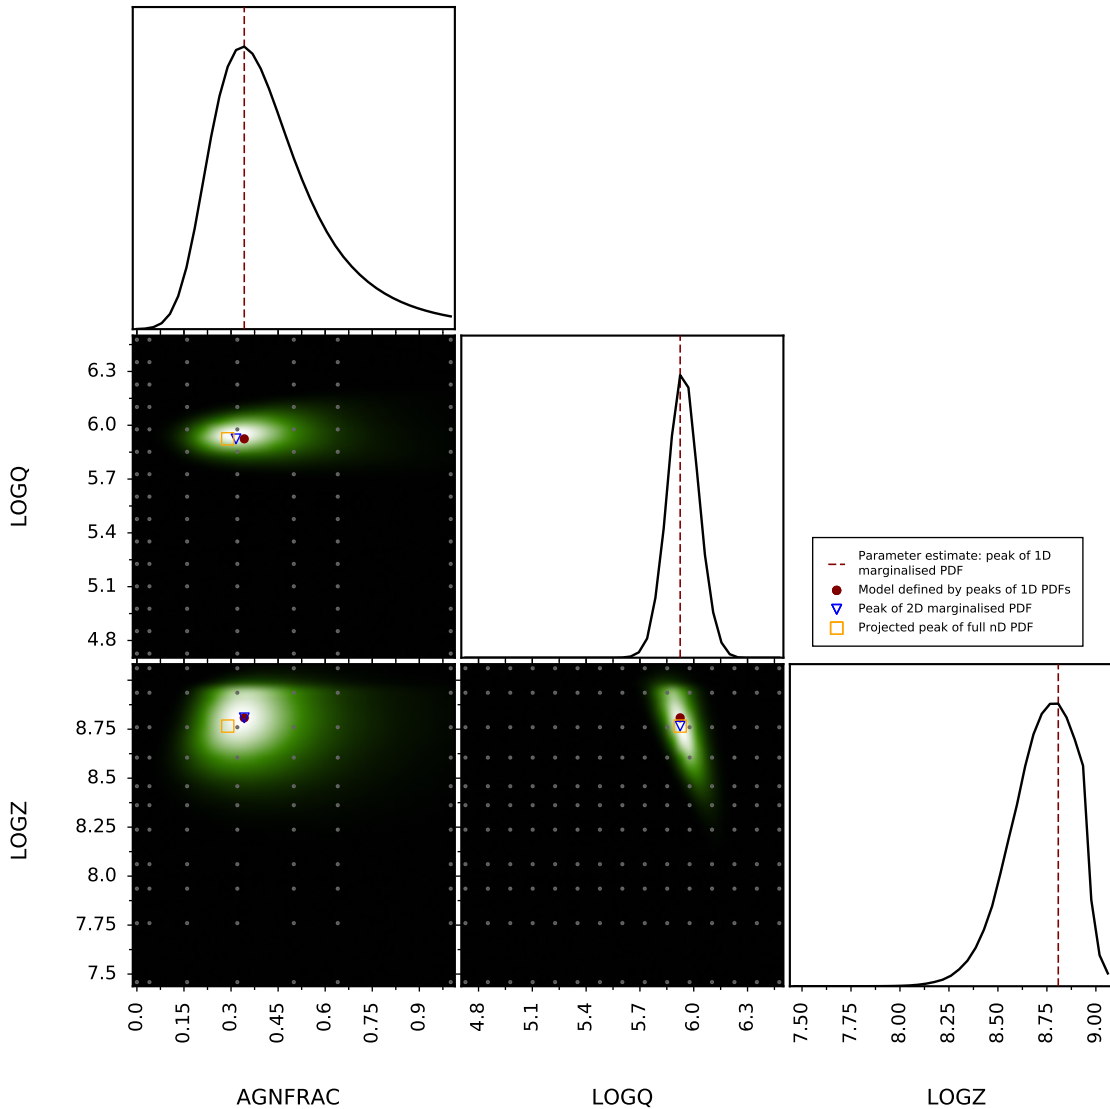 6.3
6.0
5.7
5.4
5.1
4.8
LOGQ
Parameter estimate: peak of 1D
marginalised PDF
Model defined by peaks of 1D PDFs
Peak of 2D marginalised PDF
Projected peak of full nD PDF
8.75
8.5
8.25
8.0
7.75
7.5
LOGZ
0.0 0.15 0.3 0.45 0.6 0.75 0.9
4.8 5.1 5.4 5.7 6.0 6.3
7.50 7.75 8.00 8.25 8.50 8.75 9.00
AGNFRAC LOGQ LOGZ